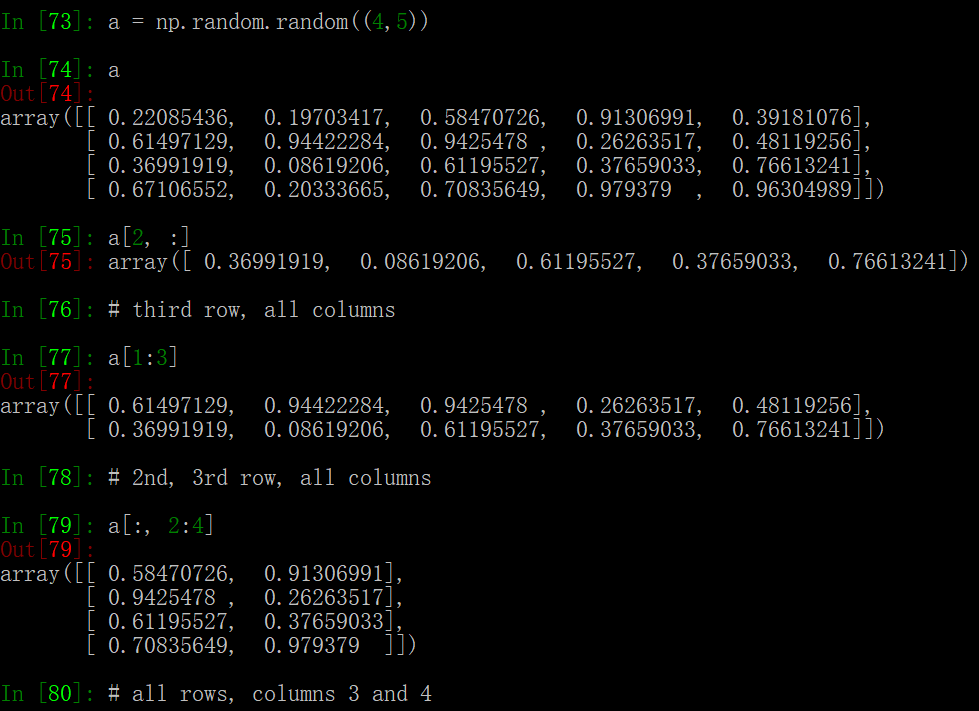 In [73]: a = np.random.random((4,5))
In [74]: a
Out[74]:
array([[ 0.22085436,  0.19703417,  0.58470726,  0.91306991,  0.39181076],
       [ 0.61497129,  0.94422284,  0.9425478 ,  0.26263517,  0.48119256],
       [ 0.36991919,  0.08619206,  0.61195527,  0.37659033,  0.76613241],
       [ 0.67106552,  0.20333665,  0.70835649,  0.979379  ,  0.96304989]])
In [75]: a[2, :]
Out[75]: array([ 0.36991919,  0.08619206,  0.61195527,  0.37659033,  0.76613241])
In [76]: # third row, all columns
In [77]: a[1:3]
Out[77]:
array([[ 0.61497129,  0.94422284,  0.9425478 ,  0.26263517,  0.48119256],
       [ 0.36991919,  0.08619206,  0.61195527,  0.37659033,  0.76613241]])
In [78]: # 2nd, 3rd row, all columns
In [79]: a[:, 2:4]
Out[79]:
array([[ 0.58470726,  0.91306991],
       [ 0.9425478 ,  0.26263517],
       [ 0.61195527,  0.37659033],
       [ 0.70835649,  0.979379  ]])
In [80]: # all rows, columns 3 and 4